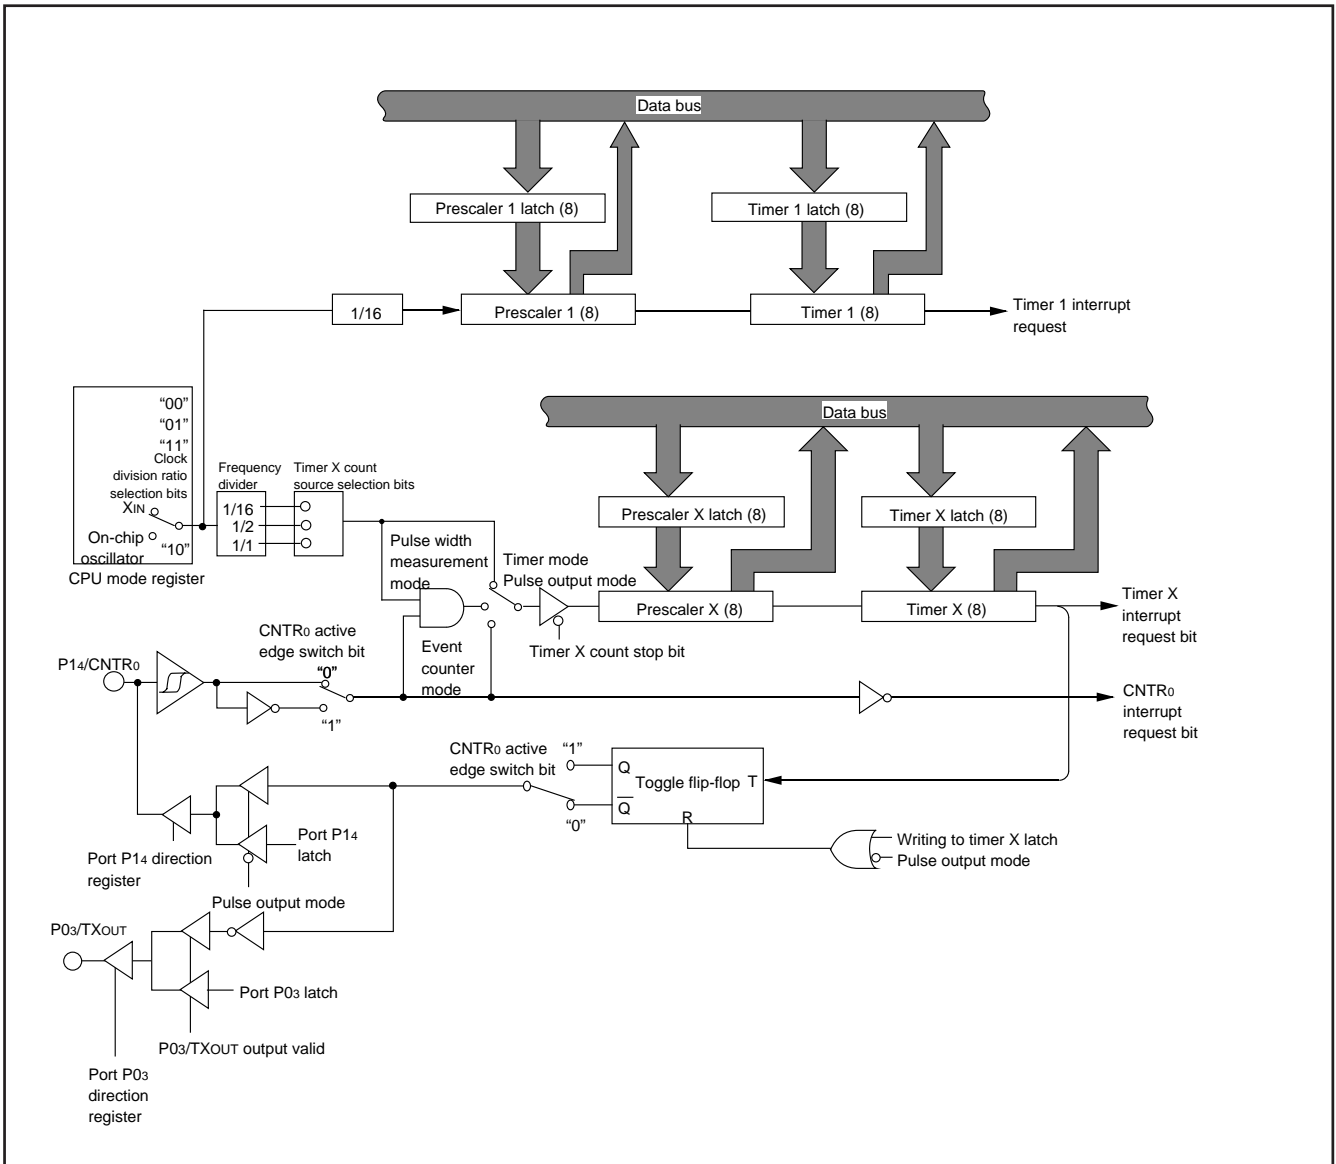 Data bus
Prescaler 1 latch (8)
Timer 1 latch (8)
1/16
Prescaler 1 (8)
Timer 1 (8)
Timer 1 interrupt
request
“00”
“01”
“11”
Clock
division ratio
selection bits
XIN
On-chip
oscillator
“10”
CPU mode register
Frequency
divider
1/16
1/2
1/1
Timer X count
source selection bits
Data bus
Prescaler X latch (8)
Timer X latch (8)
Pulse width
measurement
mode
Timer mode
Pulse output mode
Prescaler X (8)
Timer X (8)
Timer X
interrupt
request bit
Timer X count stop bit
Event
counter
mode
CNTR0 active
edge switch bit
“0”
“1”
P14/CNTR0
CNTR0
interrupt
request bit
CNTR0 active
edge switch bit
“1”
“0”
Q
Toggle flip-flop
T
Q
R
Writing to timer X latch
Pulse output mode
Port P14
latch
Port P14 direction
register
Pulse output mode
P03/TXOUT
Port P03 latch
P03/TXOUT output valid
Port P03
direction
register